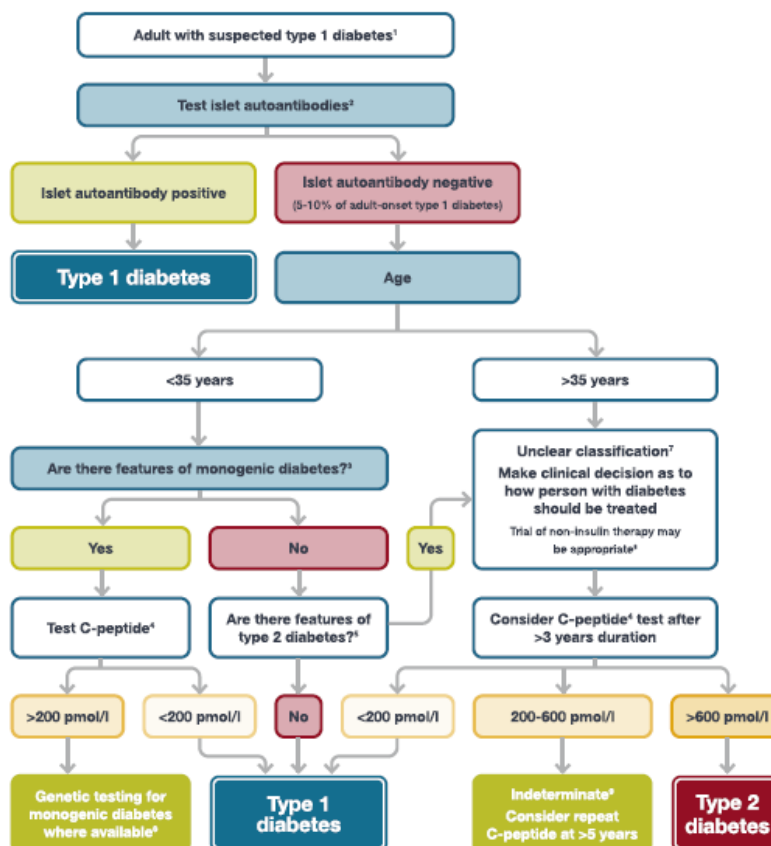 Adult with suspected type 1 diabetes¹
Test islet autoantibodies²
Islet autoantibody positive
Islet autoantibody negative
(5-10% of adult-onset type 1 diabetes)
Type 1 diabetes
Age
<35 years
>35 years
Are there features of monogenic diabetes?³
Unclear classification⁷
Make clinical decision as to
how person with diabetes
should be treated
Trial of non-insulin therapy may
be appropriate⁸
Yes
No
Yes
Test C-peptide⁴
Are there features of
type 2 diabetes?⁵
Consider C-peptide⁴ test after
>3 years duration
>200 pmol/l
<200 pmol/l
No
<200 pmol/l
200-600 pmol/l
>600 pmol/l
Genetic testing for
monogenic diabetes
where available⁶
Type 1
diabetes
Indeterminate⁹
Consider repeat
C-peptide at >5 years
Type 2
diabetes